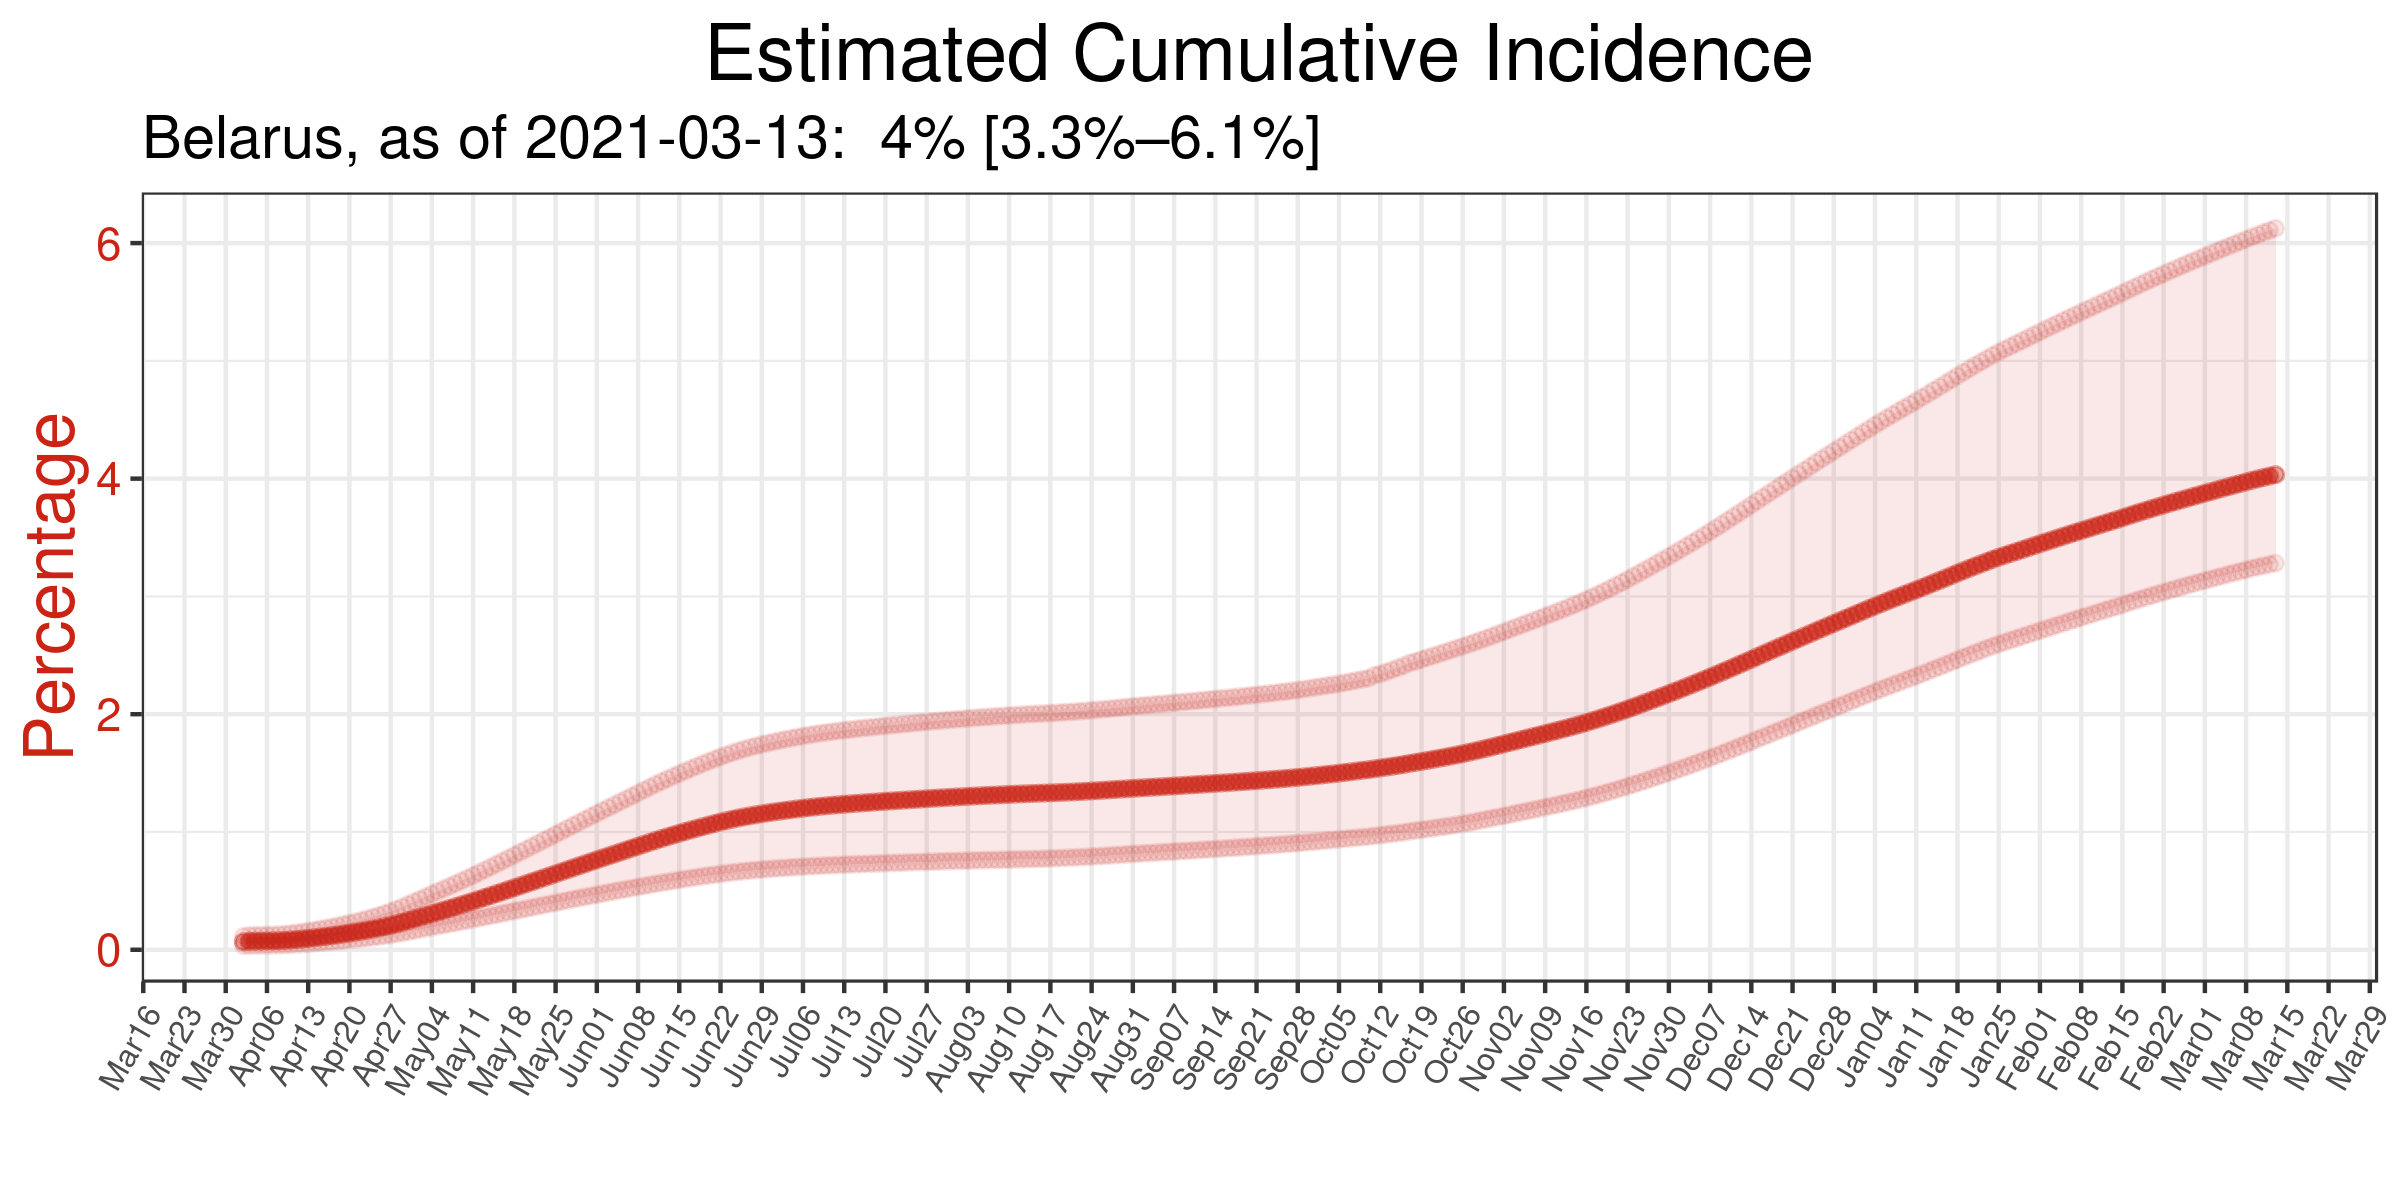 Estimated Cumulative Incidence
Belarus, as of 2021-03-13:  4% [3.3%–6.1%]
Percentage
6
4
2
0
Mar16 Mar23 Mar30 Apr06 Apr13 Apr20 Apr27 May04 May11 May18 May25 Jun01 Jun08 Jun15 Jun22 Jun29 Jul06 Jul13 Jul20 Jul27 Aug03 Aug10 Aug17 Aug24 Aug31 Sep07 Sep14 Sep21 Sep28 Oct05 Oct12 Oct19 Oct26 Nov02 Nov09 Nov16 Nov23 Nov30 Dec07 Dec14 Dec21 Dec28 Jan04 Jan11 Jan18 Jan25 Feb01 Feb08 Feb15 Feb22 Mar01 Mar08 Mar15 Mar22 Mar29